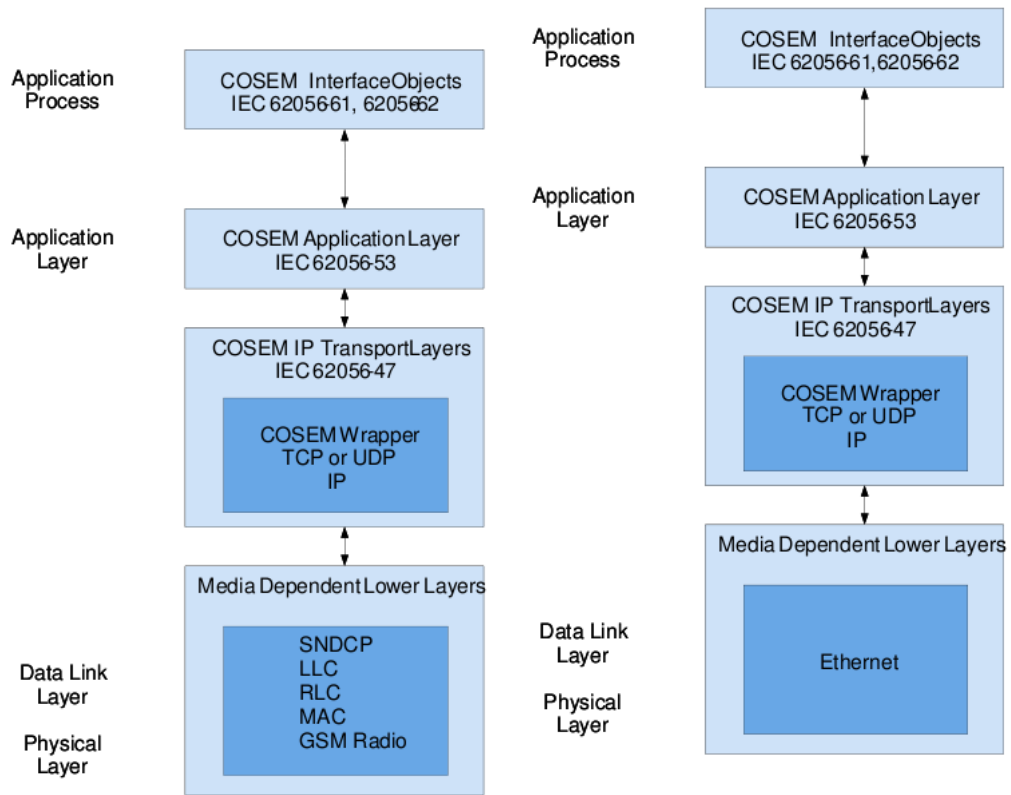 Application
Process
COSEM InterfaceObjects
IEC 62056-61, 62056-62
Application
Layer
COSEM Application Layer
IEC 62056-53
COSEM IP TransportLayers
IEC 62056-47
COSEM Wrapper
TCP or UDP
IP
Media Dependent Lower Layers
SNDCP
LLC
RLC
MAC
GSM Radio
Data Link
Layer
Physical
Layer
Application
Process
COSEM InterfaceObjects
IEC 62056-61, 62056-62
Application
Layer
COSEM Application Layer
IEC 62056-53
COSEM IP TransportLayers
IEC 62056-47
COSEM Wrapper
TCP or UDP
IP
Media Dependent Lower Layers
Data Link
Layer
Ethernet
Physical
Layer